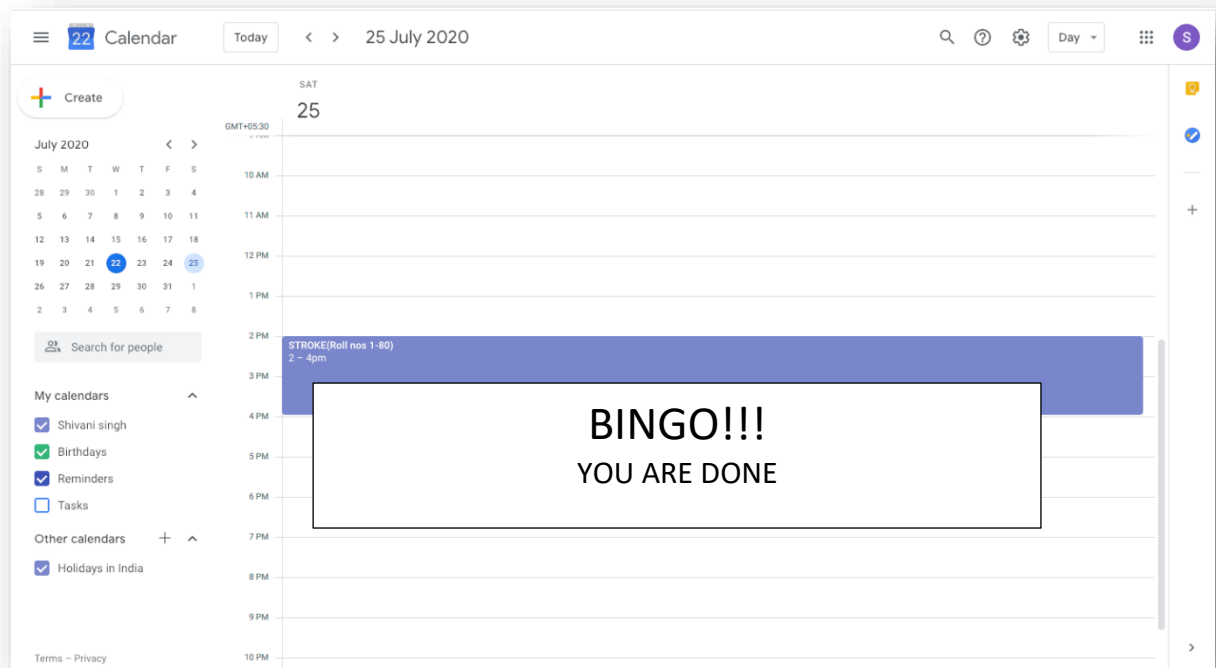 22 Calendar Today < > 25 July 2020 Day S
Create
SAT
25
GMT+05:30
July 2020 < >
S M T W T F S
28 29 30 1 2 3 4
5 6 7 8 9 10 11
12 13 14 15 16 17 18
19 20 21 22 23 24 25
26 27 28 29 30 31 1
2 3 4 5 6 7 8
Search for people
My calendars
Shivani singh
Birthdays
Reminders
Tasks
Other calendars +
Holidays in India
Terms – Privacy
10 AM
11 AM
12 PM
1 PM
2 PM
STROKE(Roll nos 1-80)
2 – 4pm
3 PM
4 PM
5 PM
6 PM
7 PM
8 PM
9 PM
10 PM
BINGO!!!
YOU ARE DONE